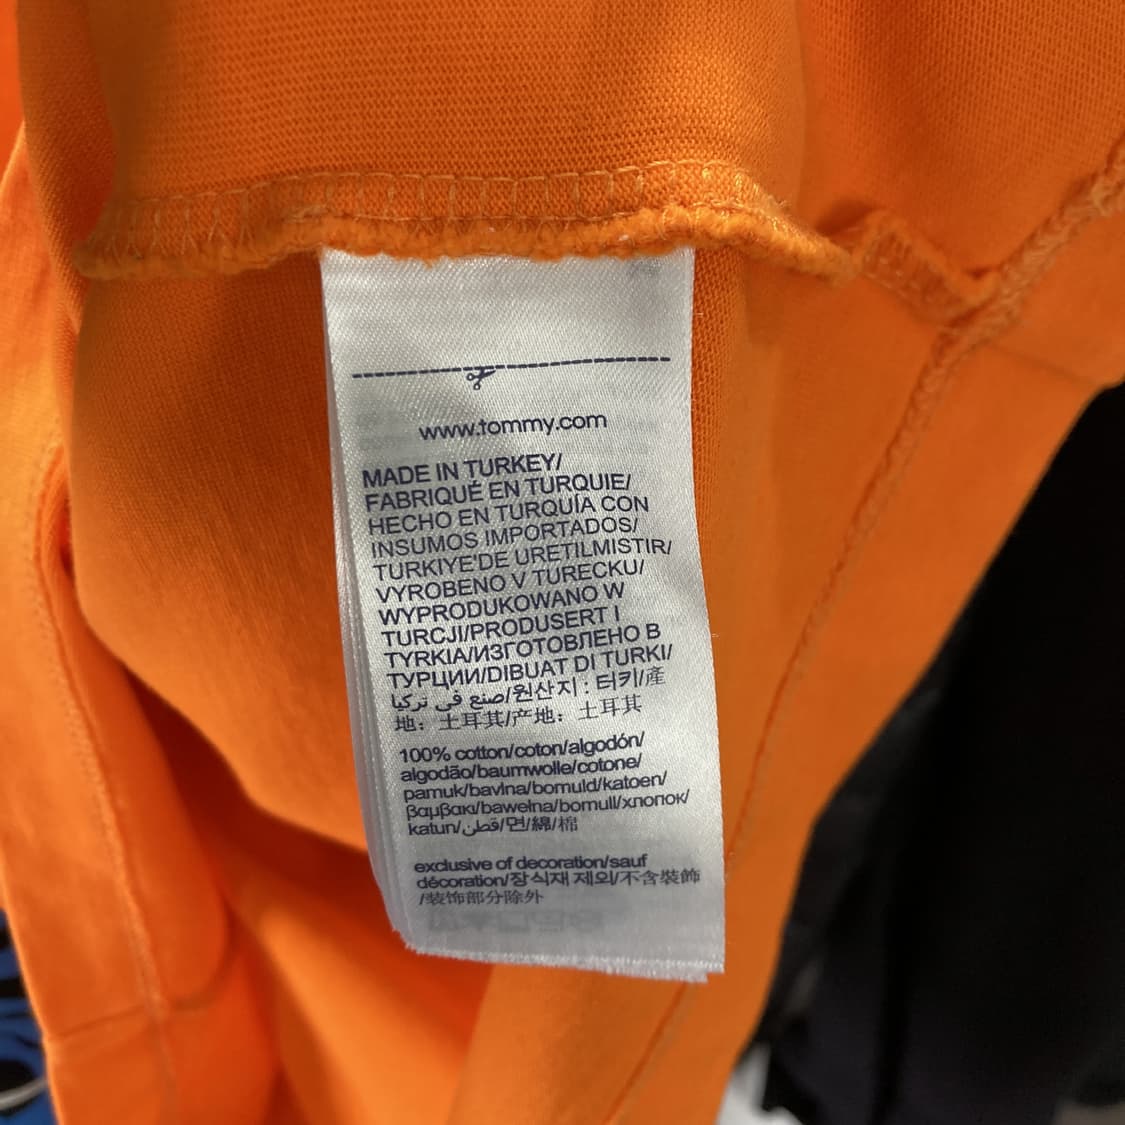 www.tommy.com
MADE IN TURKEY/
FABRIQUÉ EN TURQUIE/
HECHO EN TURQUÍA CON
INSUMOS IMPORTADOS/
TURKIYE'DE URETILMISTIR/
VYROBENO V TURECKU/
WYPRODUKOWANO W
TURCJI/PRODUSERT I
TYRKIA/ИЗГОТОВЛЕНО В
ТУРЦИИ/DIBUAT DI TURKI/
صنع في تركيا/원산지 : 터키/產
地：土耳其/产地：土耳其
100% cotton/coton/algodón/
algodão/baumwolle/cotone/
pamuk/bavlna/bomuld/katoen/
βαμβακι/bawełna/bomull/хлопок/
katun/قطن/면/綿/棉
exclusive of decoration/sauf
décoration/장식재 제외/不含裝飾
/装饰部分除外